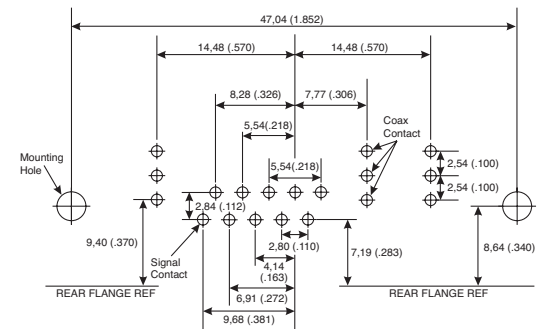 47,04 (1.852)
14,48 (.570)
14,48 (.570)
8,28 (.326)
7,77 (.306)
5,54(.218)
Coax
Contact
Mounting
Hole
5,54(.218)
2,54 (.100)
2,54 (.100)
2,84 (.112)
9,40 (.370)
Signal
Contact
2,80 (.110)
7,19 (.283)
8,64 (.340)
4,14
(.163)
REAR FLANGE REF
REAR FLANGE REF
6,91 (.272)
9,68 (.381)